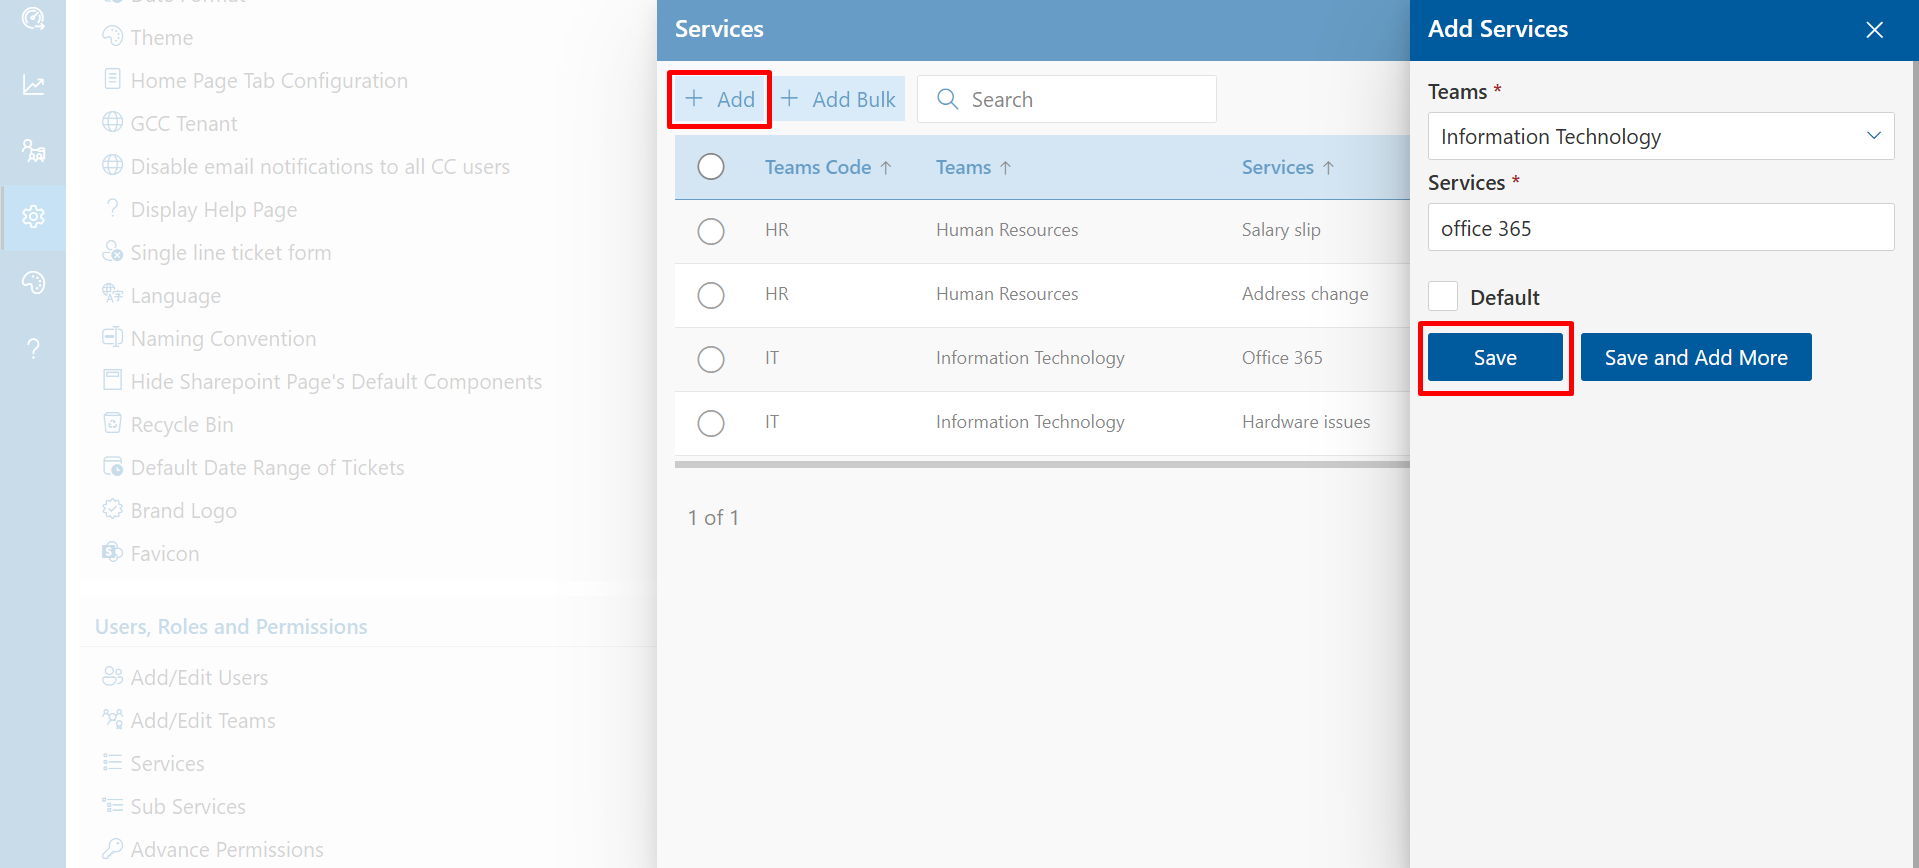 Date Format
Theme
Home Page Tab Configuration
GCC Tenant
Disable email notifications to all CC users
Display Help Page
Single line ticket form
Language
Naming Convention
Hide Sharepoint Page's Default Components
Recycle Bin
Default Date Range of Tickets
Brand Logo
Favicon
Users, Roles and Permissions
Add/Edit Users
Add/Edit Teams
Services
Sub Services
Advance Permissions
Services
+ Add
+ Add Bulk
Search
Teams Code ↑ Teams ↑ Services ↑
HR Human Resources Salary slip
HR Human Resources Address change
IT Information Technology Office 365
IT Information Technology Hardware issues
1 of 1
Add Services
Teams *
Information Technology
Services *
office 365
Default
Save
Save and Add More